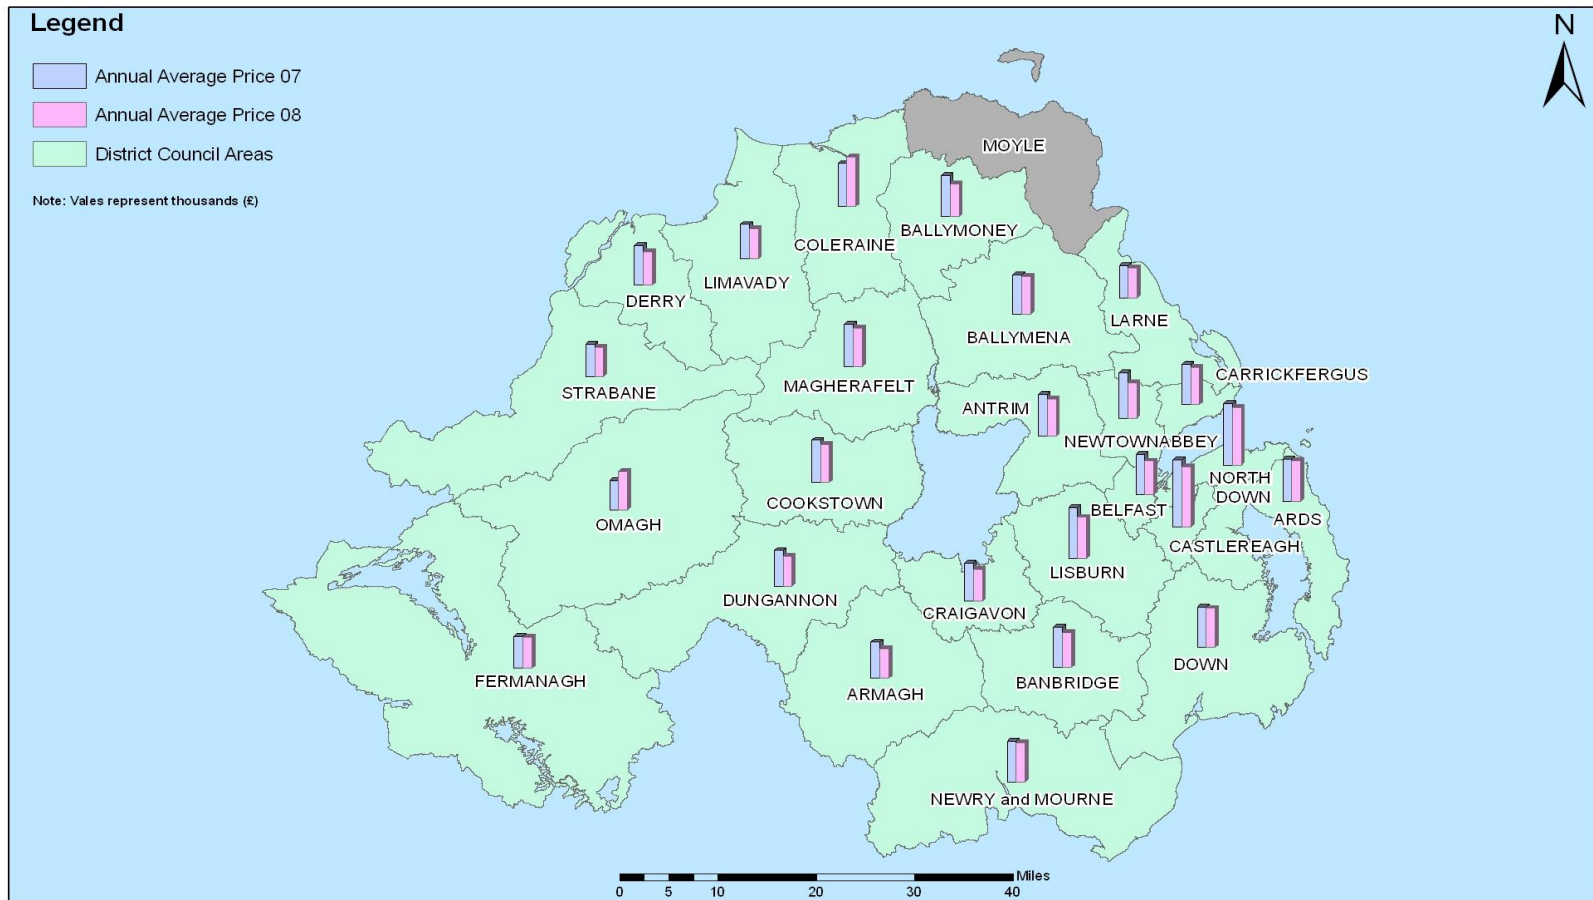 Legend
Annual Average Price 07
Annual Average Price 08
District Council Areas
Note: Vales represent thousands (£)
N
MOYLE
BALLYMONEY
COLERAINE
LIMAVADY
DERRY
LARNE
BALLYMENA
STRABANE
MAGHERAFELT
CARRICKFERGUS
ANTRIM
NEWTOWNABBEY
NORTH
DOWN
COOKSTOWN
BELFAST
ARDS
OMAGH
CASTLEREAGH
LISBURN
DUNGANNON
CRAIGAVON
DOWN
FERMANAGH
BANBRIDGE
ARMAGH
NEWRY and MOURNE
Miles
0 5 10 20 30 40